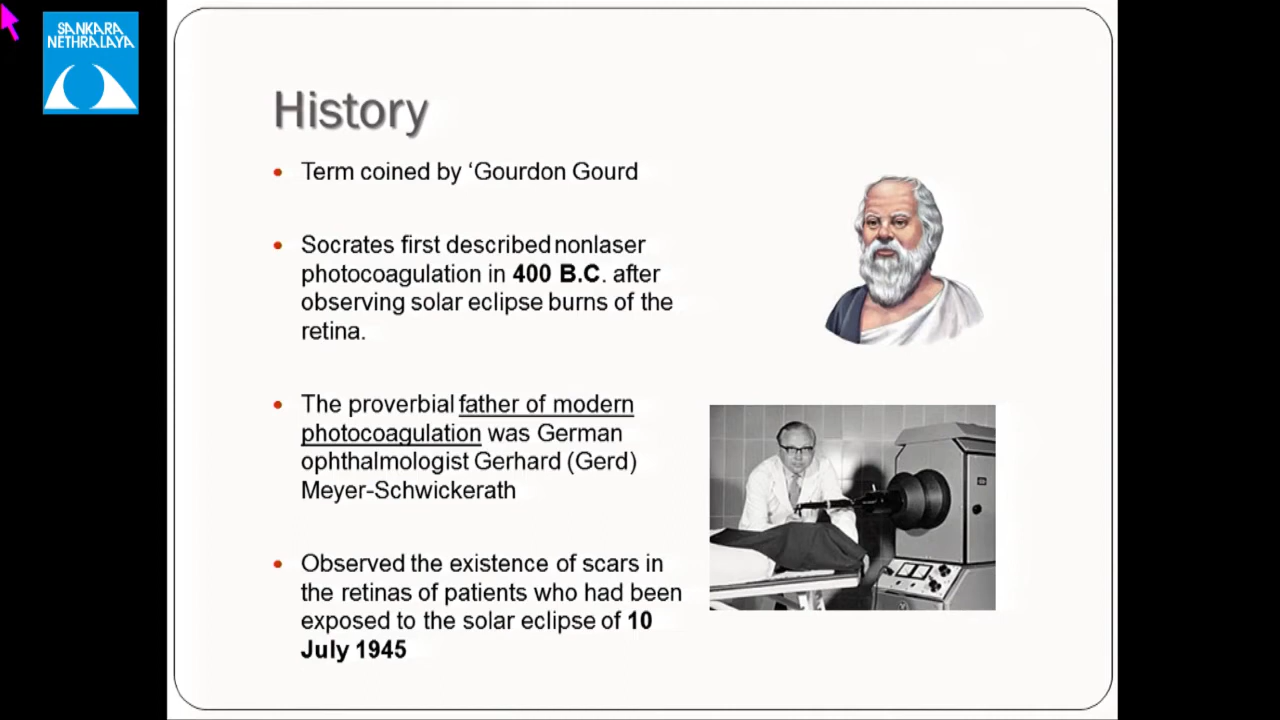 SANKARA
NETHRALAYA
History
• Term coined by ‘Gourdon Gourd
• Socrates first described nonlaser
photocoagulation in 400 B.C. after
observing solar eclipse burns of the
retina.
• The proverbial father of modern
photocoagulation was German
ophthalmologist Gerhard (Gerd)
Meyer-Schwickerath
• Observed the existence of scars in
the retinas of patients who had been
exposed to the solar eclipse of 10
July 1945